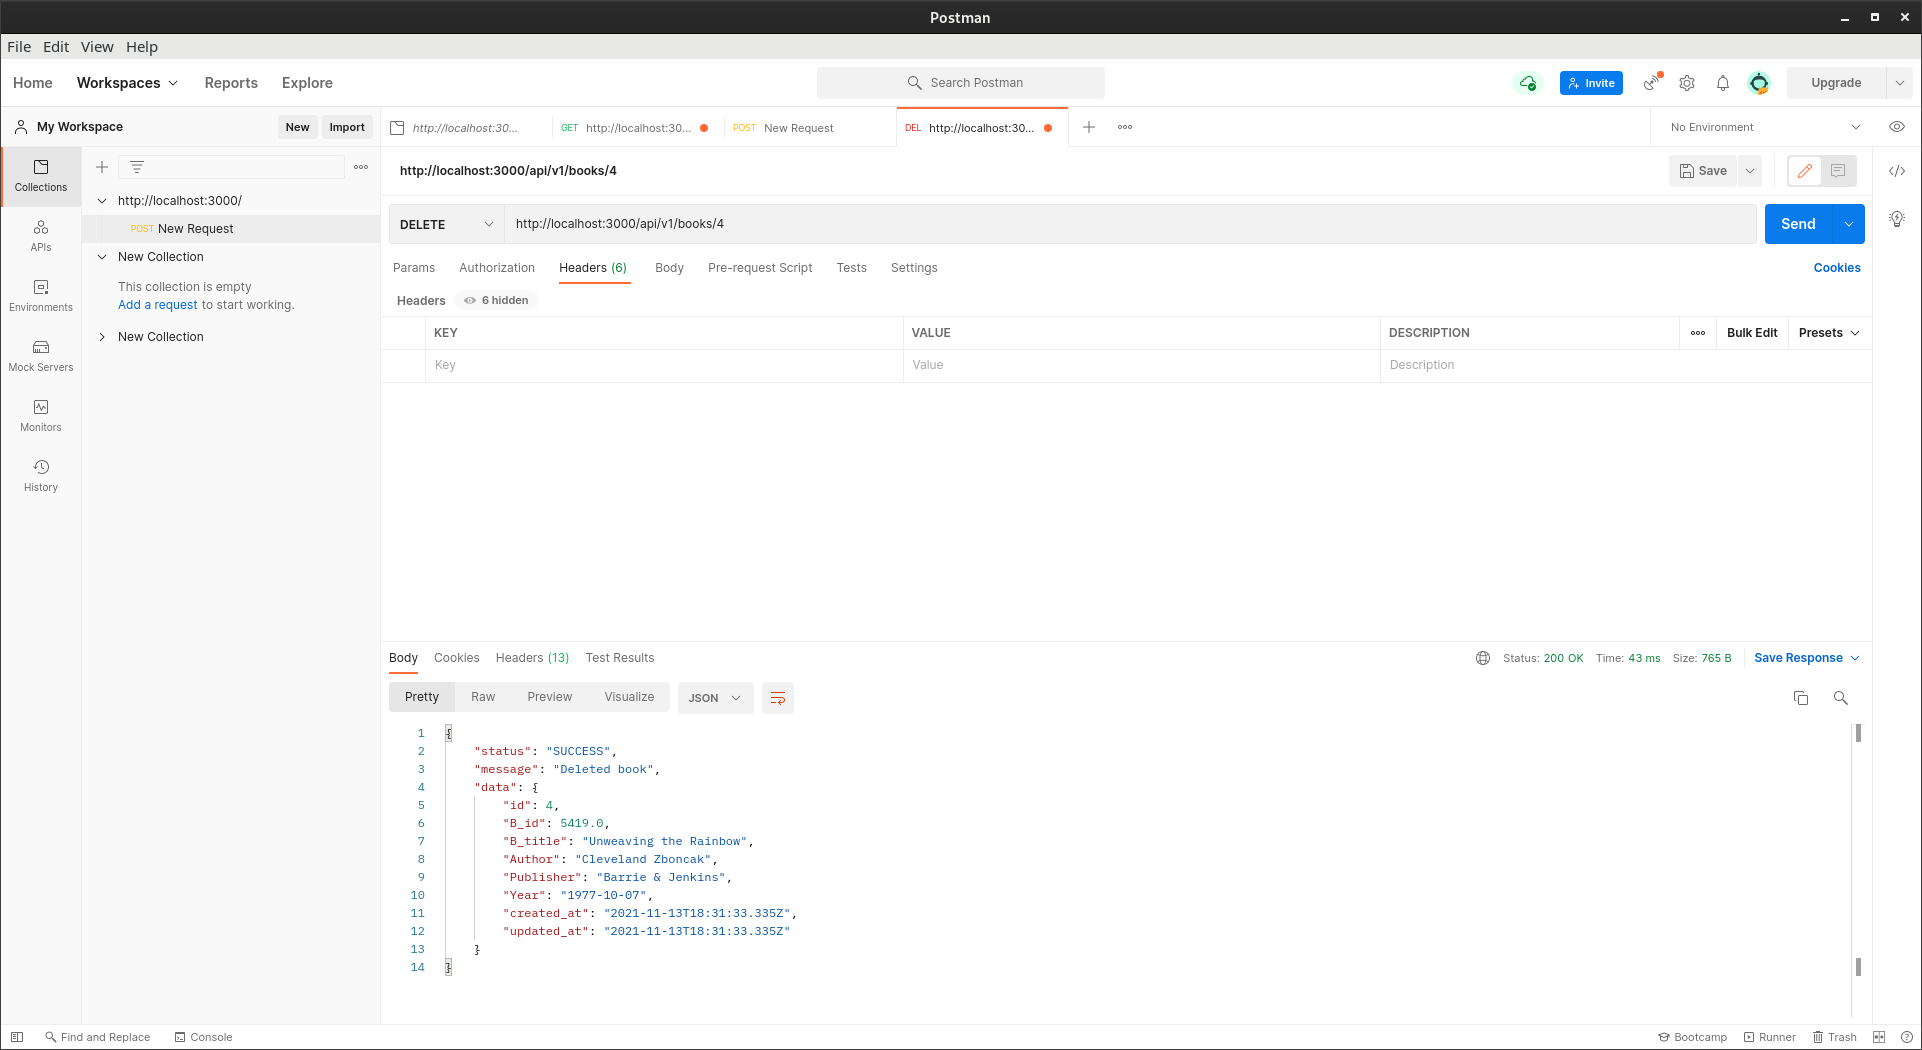 Postman
File Edit View Help
Home Workspaces Reports Explore
Search Postman
Invite
Upgrade
My Workspace
New Import
http://localhost:30...
GET http://localhost:30...
POST New Request
DEL http://localhost:30...
No Environment
Collections
APIs
Environments
Mock Servers
Monitors
History
http://localhost:3000/
POST New Request
New Collection
This collection is empty
Add a request to start working.
New Collection
http://localhost:3000/api/v1/books/4
Save
DELETE http://localhost:3000/api/v1/books/4
Send
Params Authorization Headers (6) Body Pre-request Script Tests Settings
Cookies
Headers 6 hidden
KEY VALUE DESCRIPTION Bulk Edit Presets
Key Value Description
Body Cookies Headers (13) Test Results
Status: 200 OK Time: 43 ms Size: 765 B Save Response
Pretty Raw Preview Visualize JSON
1 {
2 "status": "SUCCESS",
3 "message": "Deleted book",
4 "data": {
5 "id": 4,
6 "B_id": 5419.0,
7 "B_title": "Unweaving the Rainbow",
8 "Author": "Cleveland Zboncak",
9 "Publisher": "Barrie & Jenkins",
10 "Year": "1977-10-07",
11 "created_at": "2021-11-13T18:31:33.335Z",
12 "updated_at": "2021-11-13T18:31:33.335Z"
13 }
14 }
Find and Replace Console
Bootcamp Runner Trash